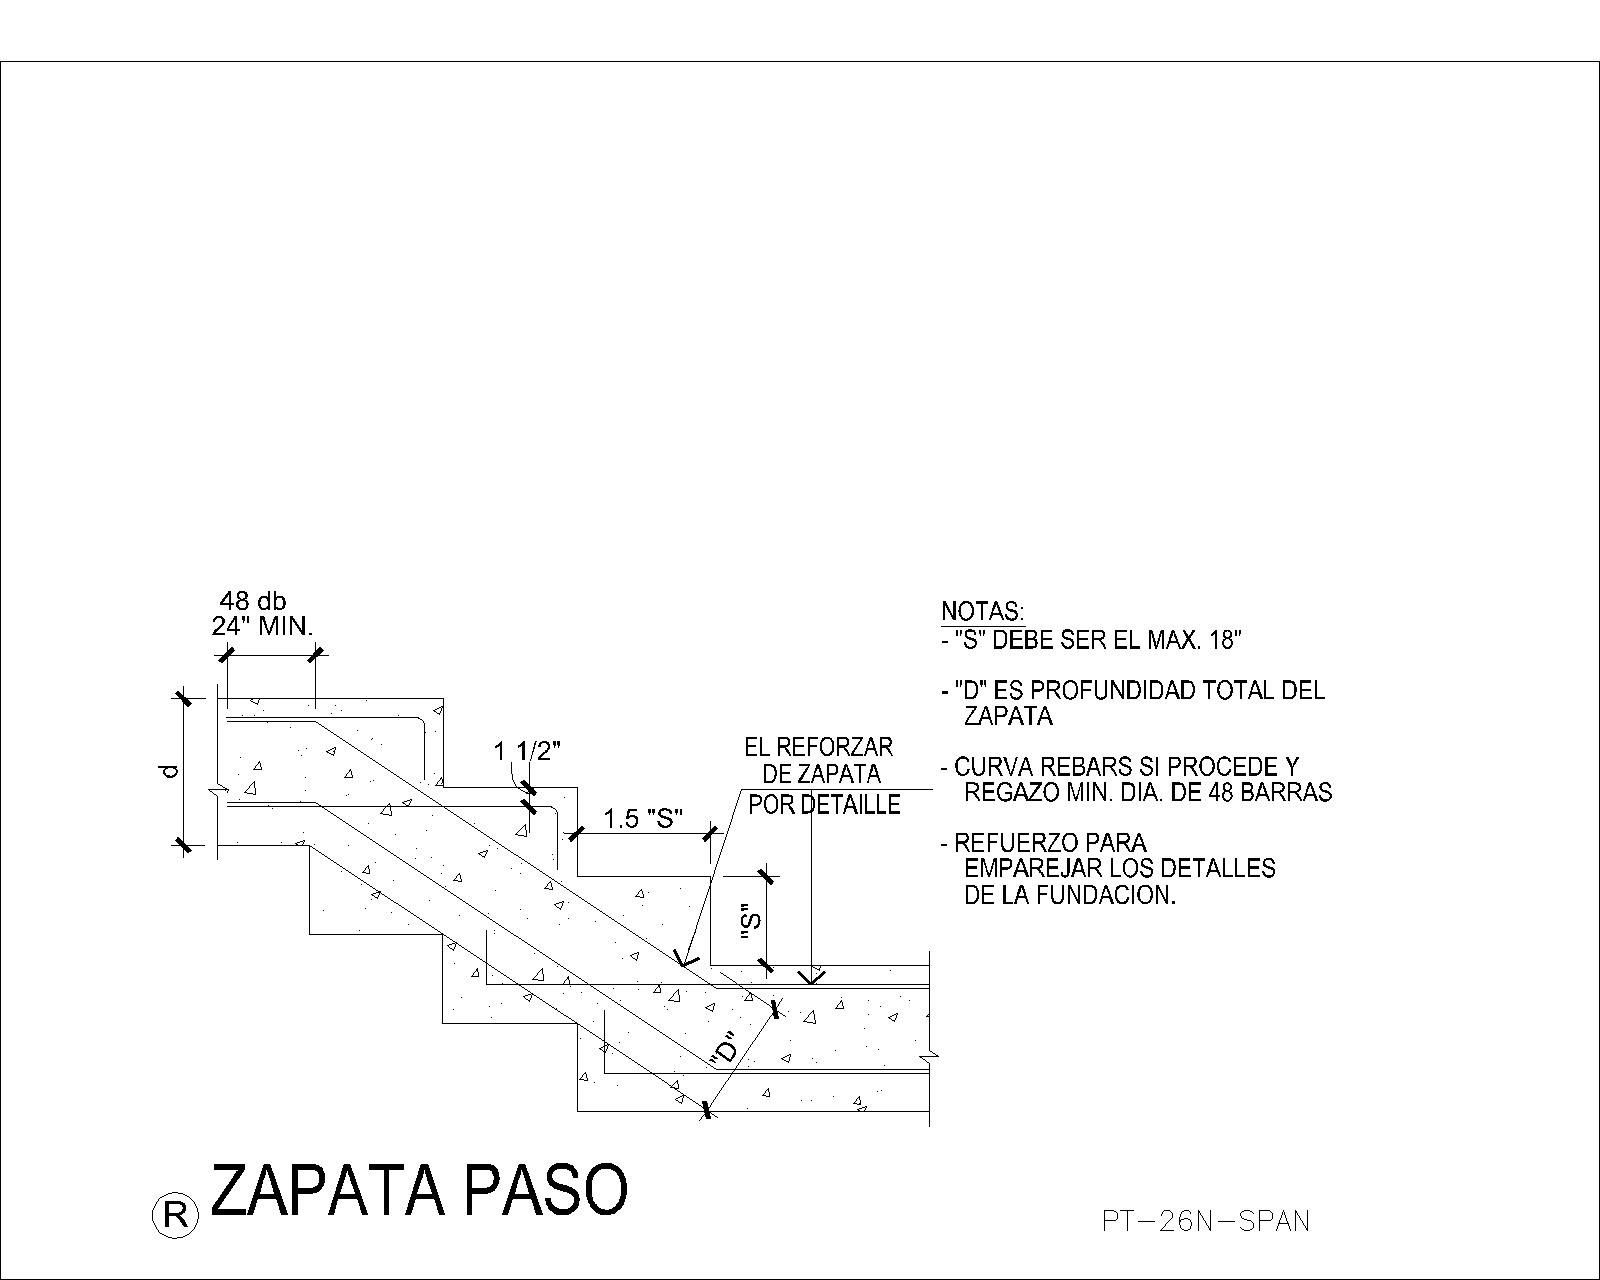 48 db
24" MIN.
d
1 1/2"
1.5 "S"
"S"
"D"
EL REFORZAR
DE ZAPATA
POR DETAILLE
NOTAS:
- "S" DEBE SER EL MAX. 18"
- "D" ES PROFUNDIDAD TOTAL DEL
ZAPATA
- CURVA REBARS SI PROCEDE Y
REGAZO MIN. DIA. DE 48 BARRAS
- REFUERZO PARA
EMPAREJAR LOS DETALLES
DE LA FUNDACION.
R ZAPATA PASO
PT-26N-SPAN